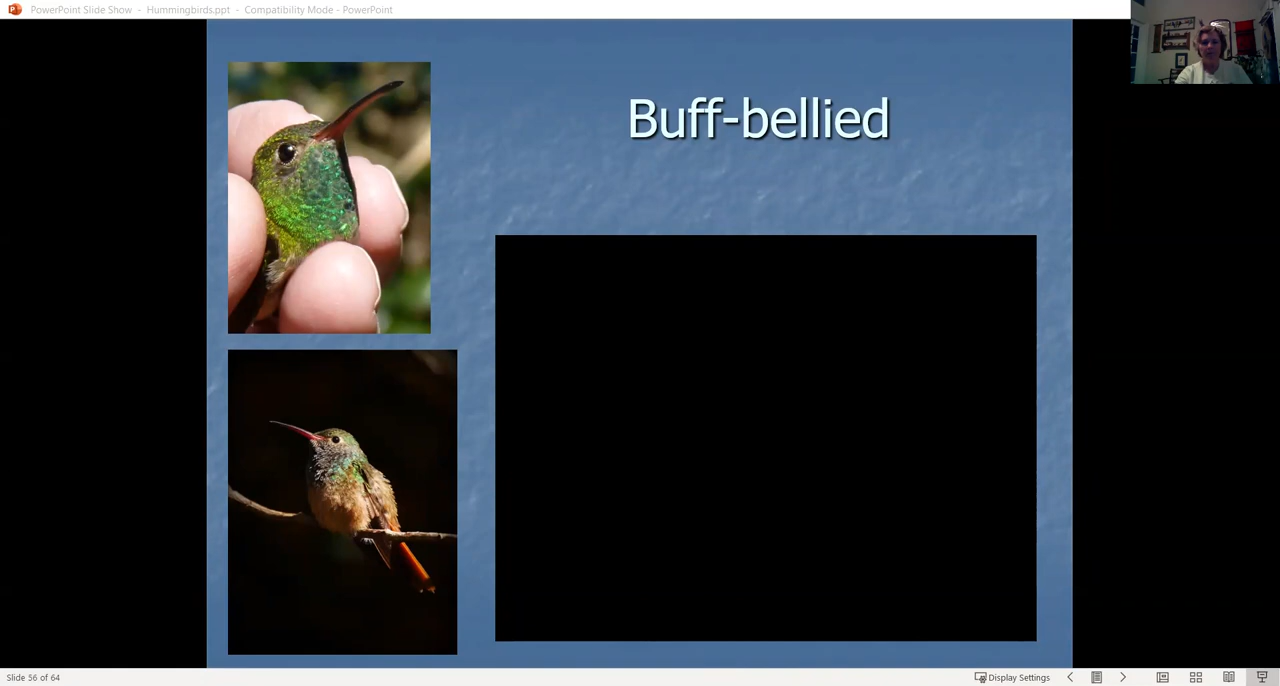 PowerPoint Slide Show - Hummingbirds.ppt - Compatibility Mode - PowerPoint
Buff-bellied
Slide 56 of 64
Display Settings